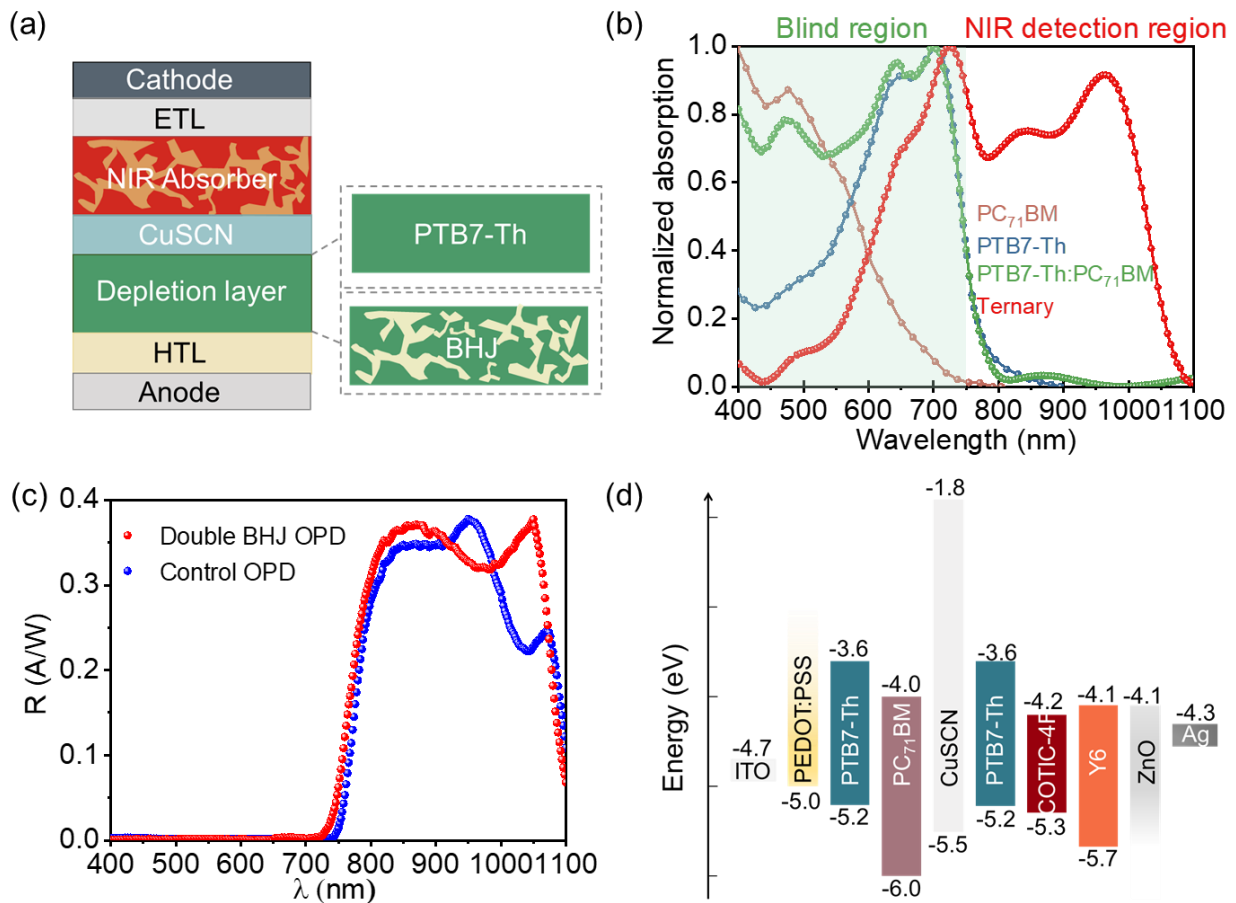 (a)
Cathode
ETL
NIR Absorber
CuSCN
Depletion layer
HTL
Anode
PTB7-Th
BHJ
(b)
Blind region NIR detection region
Normalized absorption
1.0
0.8
0.6
0.4
0.2
0.0
PC₇₁BM
PTB7-Th
PTB7-Th:PC₇₁BM
Ternary
400 500 600 700 800 900 1000 1100
Wavelength (nm)
(c)
R (A/W)
0.4
0.3
0.2
0.1
0.0
Double BHJ OPD
Control OPD
400 500 600 700 800 900 1000 1100
λ (nm)
(d)
Energy (eV)
-4.7
ITO
PEDOT:PSS
-5.0
-3.6
PTB7-Th
-5.2
-4.0
PC₇₁BM
-6.0
-1.8
CuSCN
-5.5
-3.6
PTB7-Th
-5.2
-4.2
COTIC-4F
-5.3
-4.1
Y6
-5.7
-4.1
ZnO
-4.3
Ag